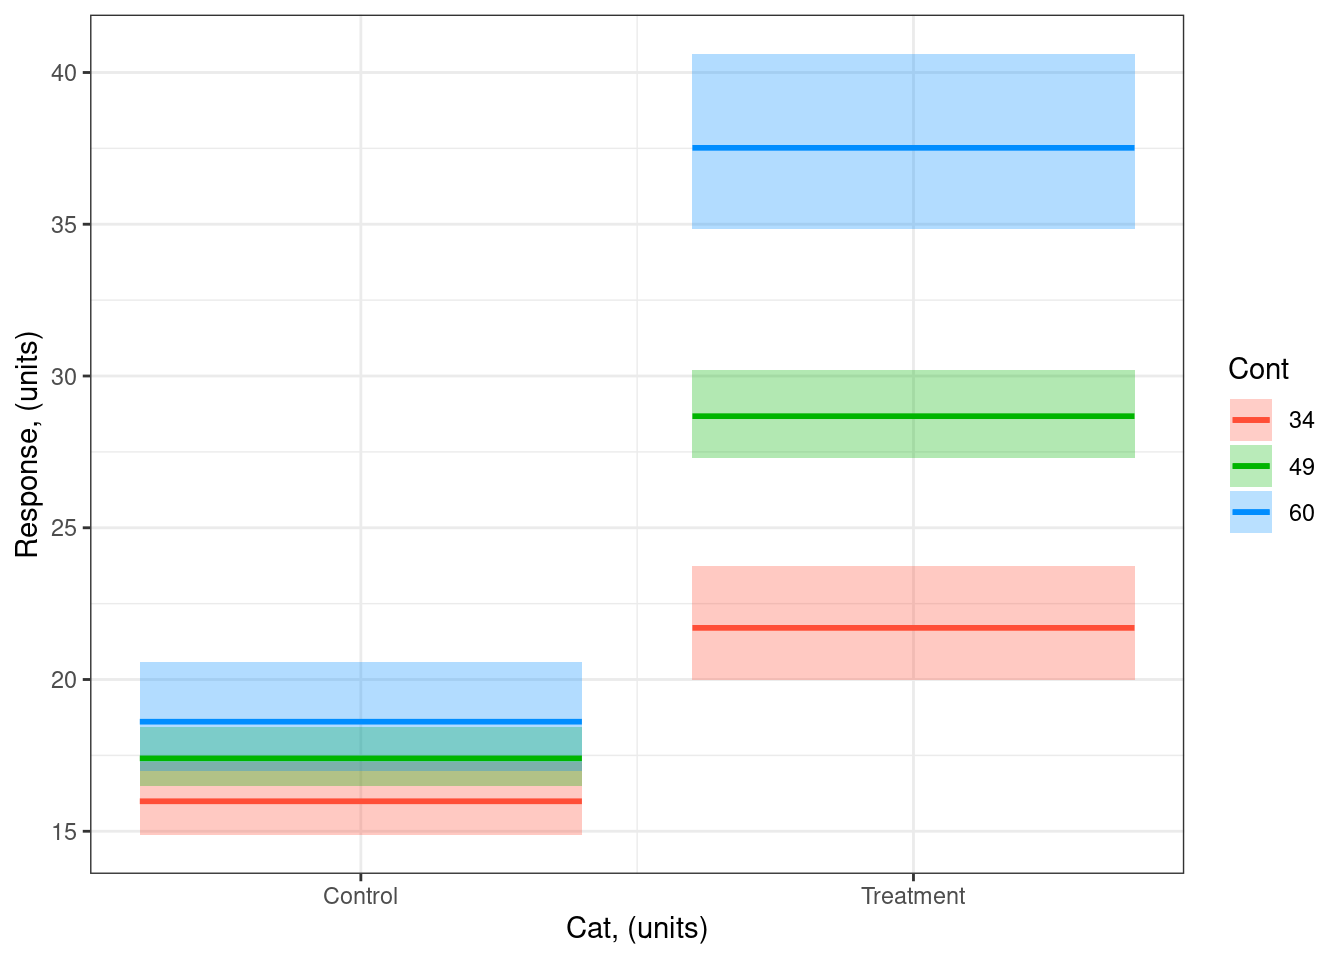 40
35
30
25
20
15
Response, (units)
Control
Treatment
Cat, (units)
Cont
34
49
60